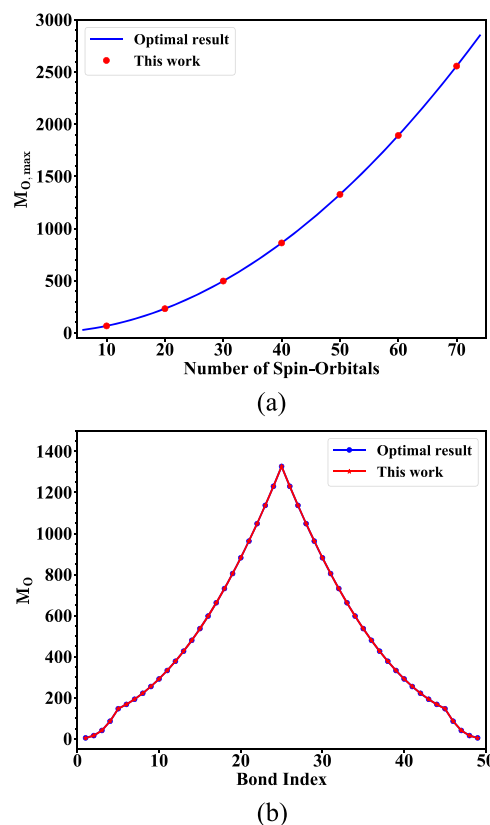 3000
2500
2000
1500
1000
500
0
M_O,max
Optimal result
This work
10 20 30 40 50 60 70
Number of Spin-Orbitals
(a)
1400
1200
1000
800
600
400
200
0
M_O
Optimal result
This work
0 10 20 30 40 50
Bond Index
(b)